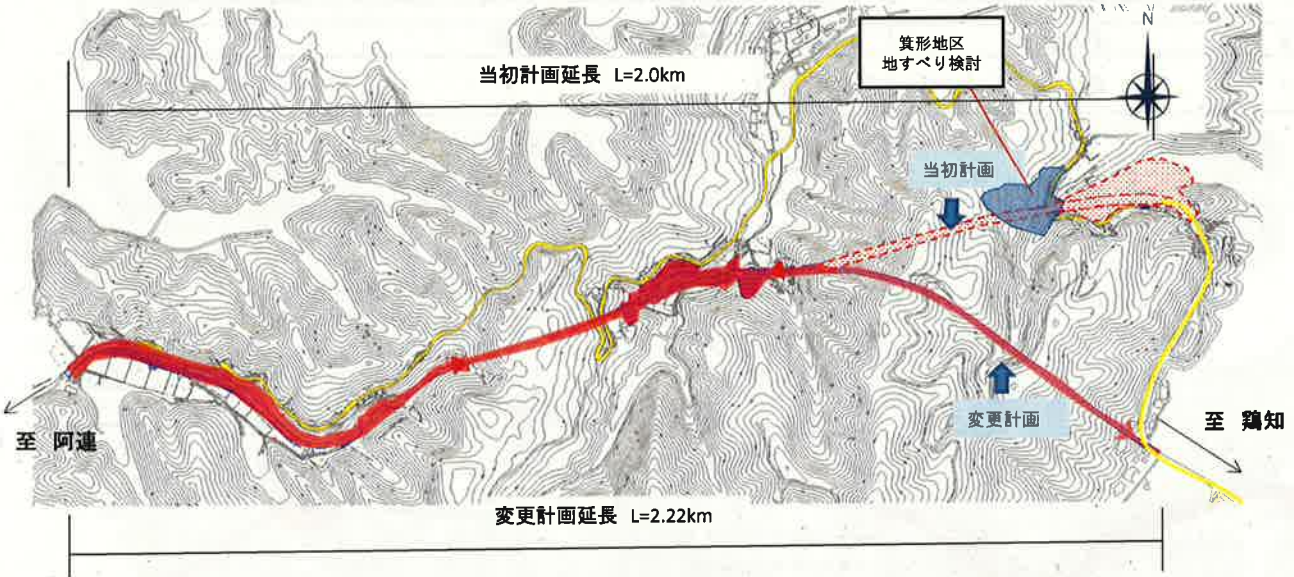 N
箕形地区
地すべり検討
当初計画延長 L=2.0km
当初計画
至 阿連
変更計画
至 鶏知
変更計画延長 L=2.22km